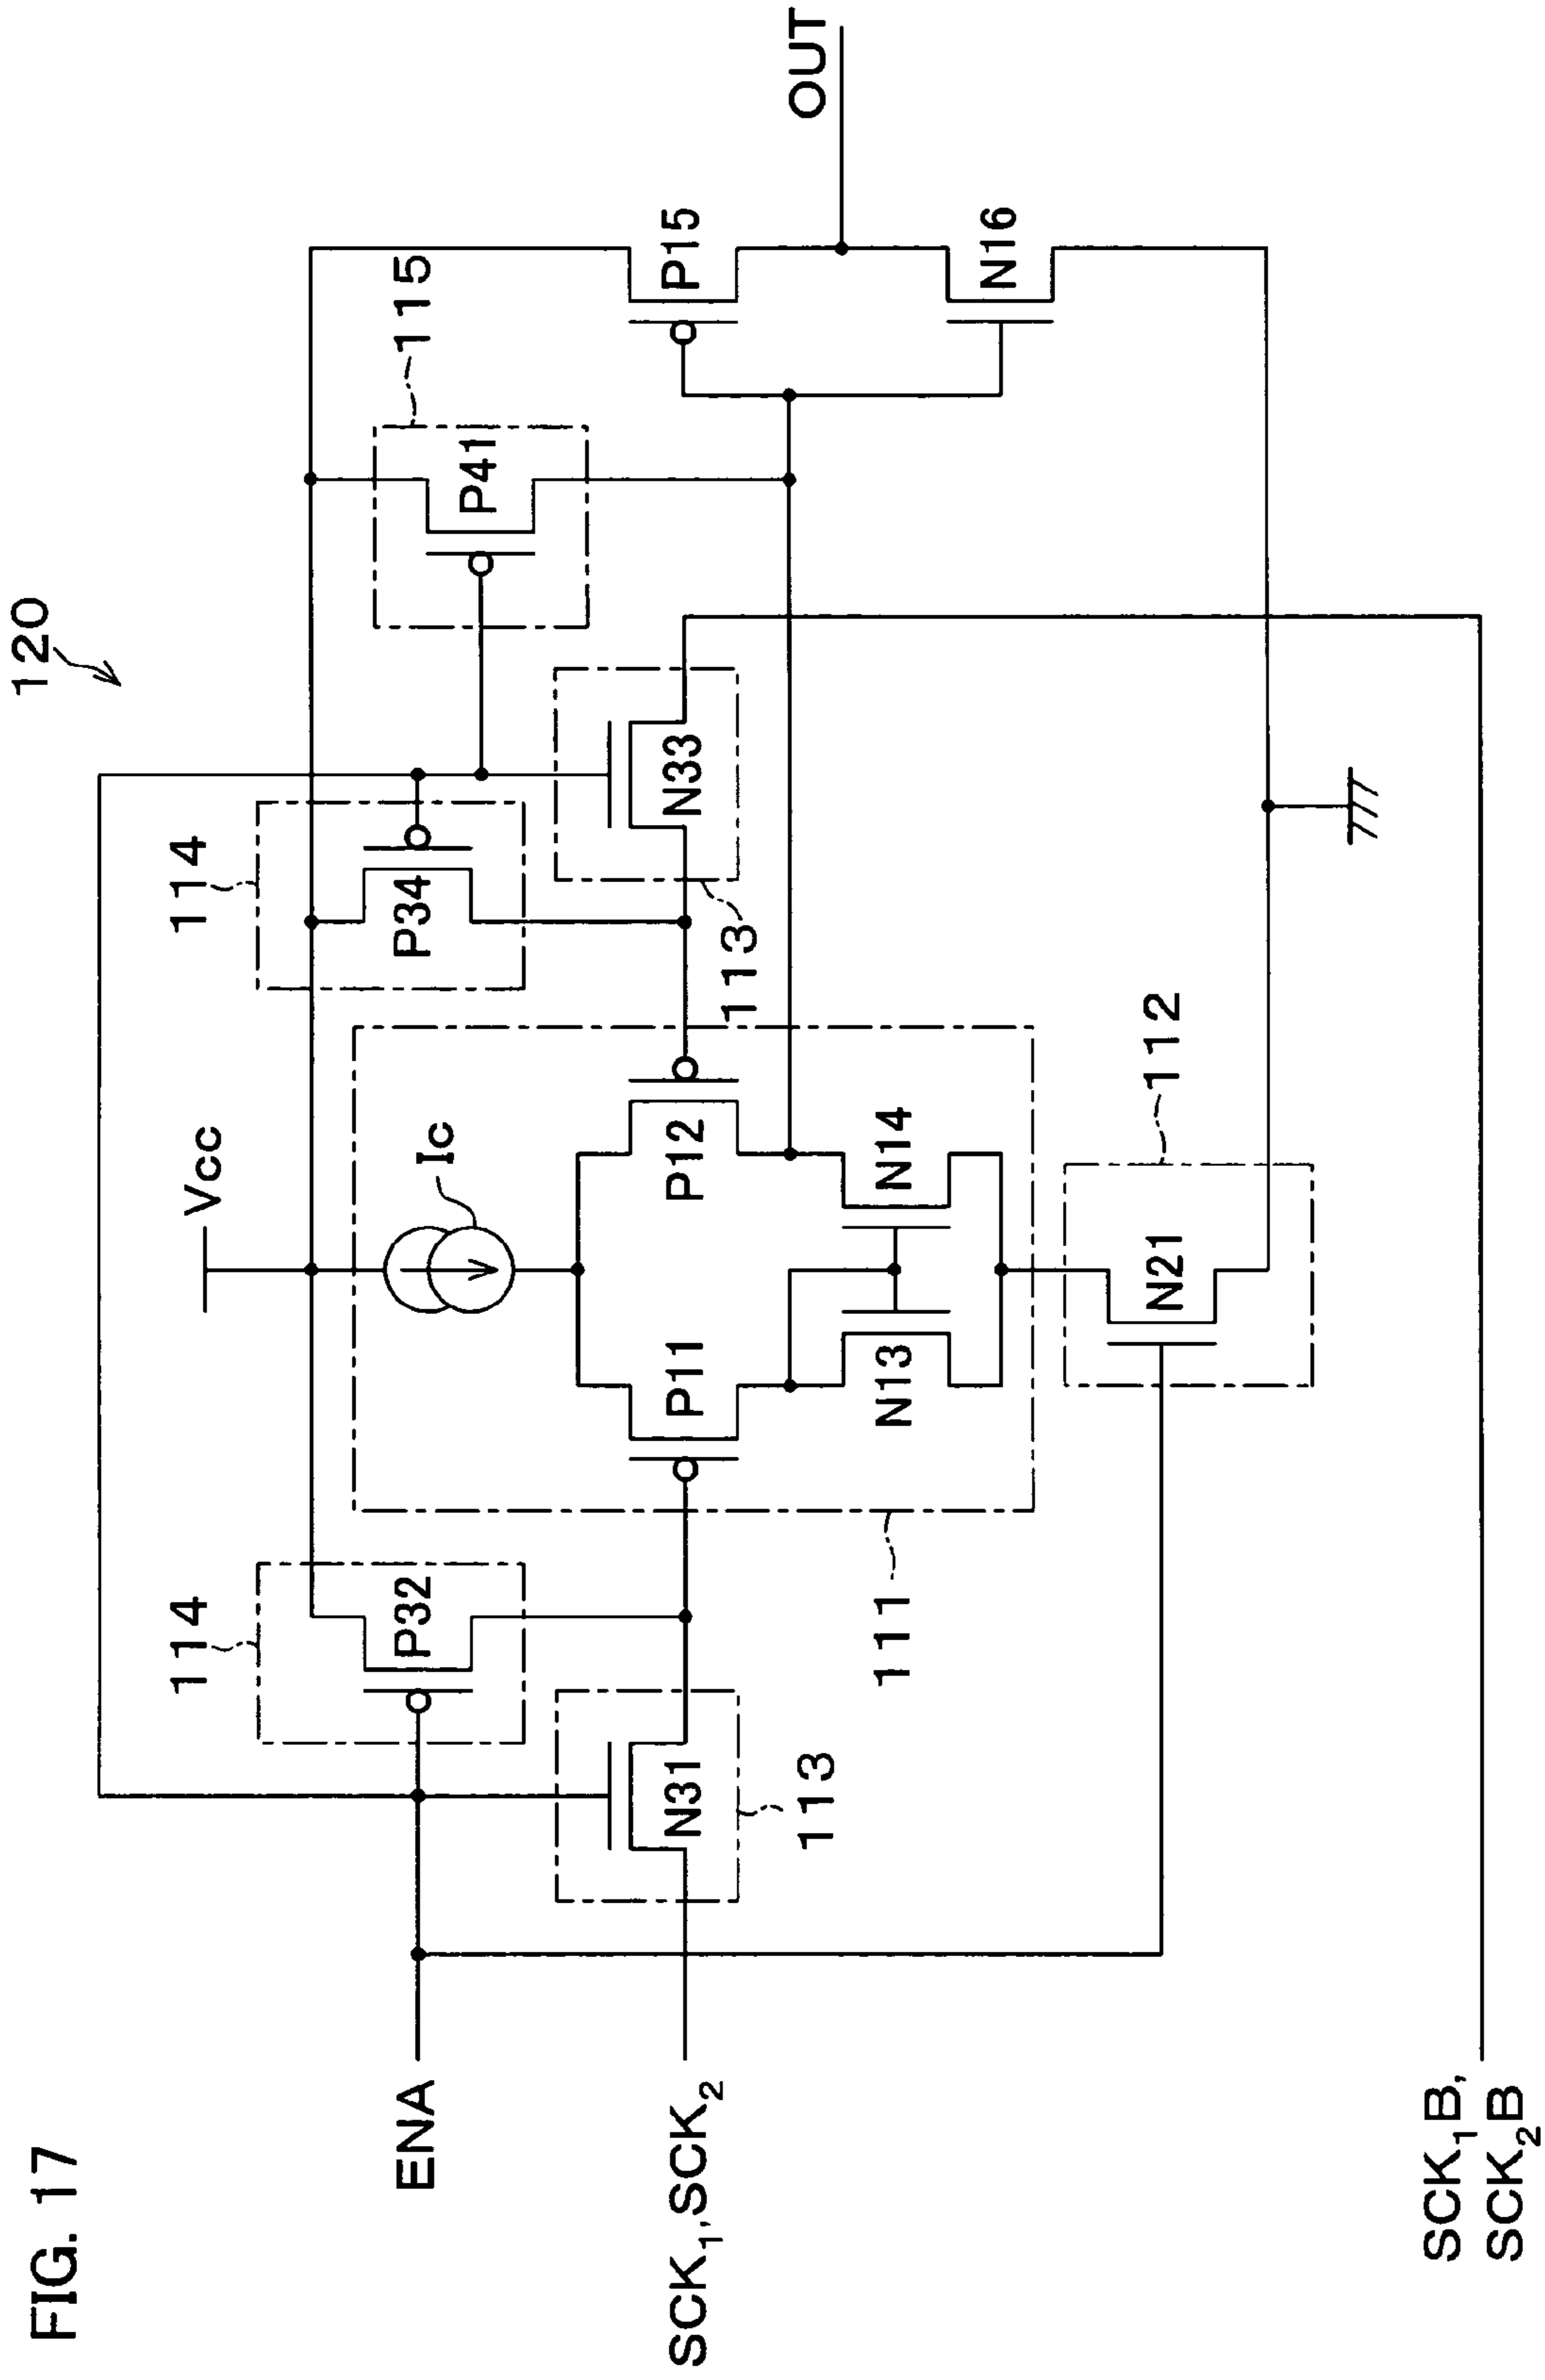 FIG. 17
120
Vcc
114
114
115
Ic
P32
P34
P41
ENA
N31
P11
P12
N33
P15
OUT
SCK₁,SCK₂
113
113
111
N13
N14
N16
112
N21
SCK₁B,
SCK₂B